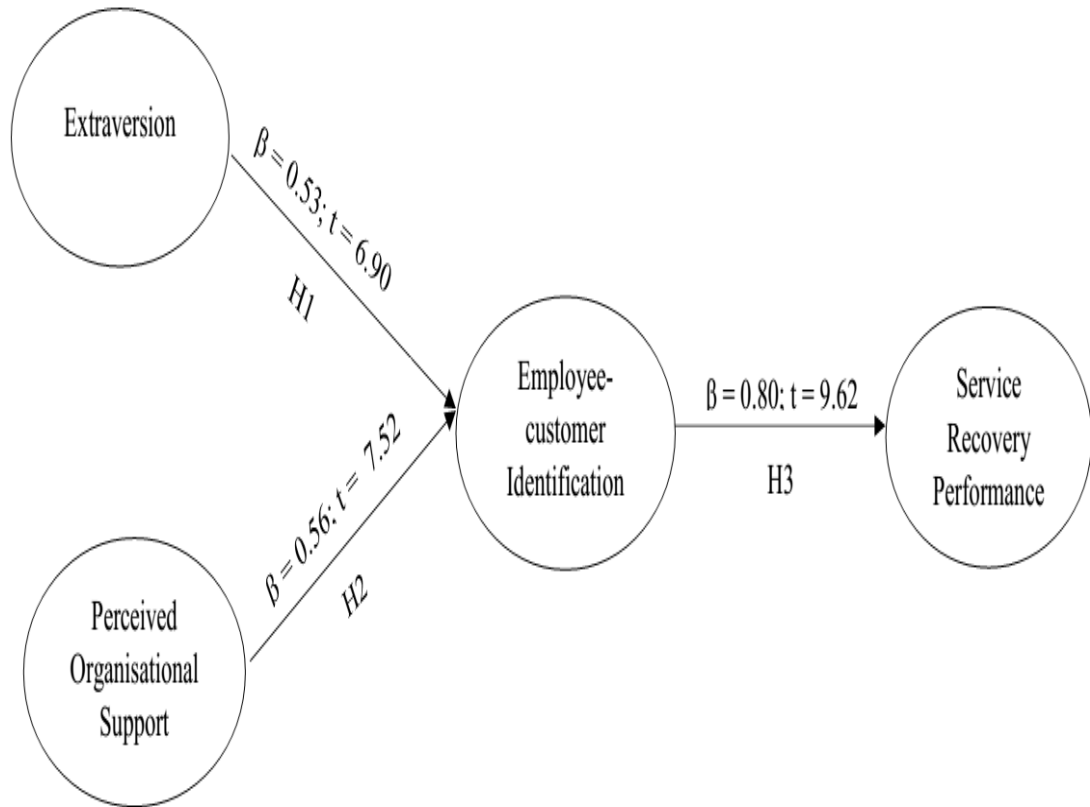 Extraversion
β = 0.53; t = 6.90
H1
Employee-
customer
Identification
β = 0.80; t = 9.62
H3
Service
Recovery
Performance
β = 0.56; t = 7.52
H2
Perceived
Organisational
Support